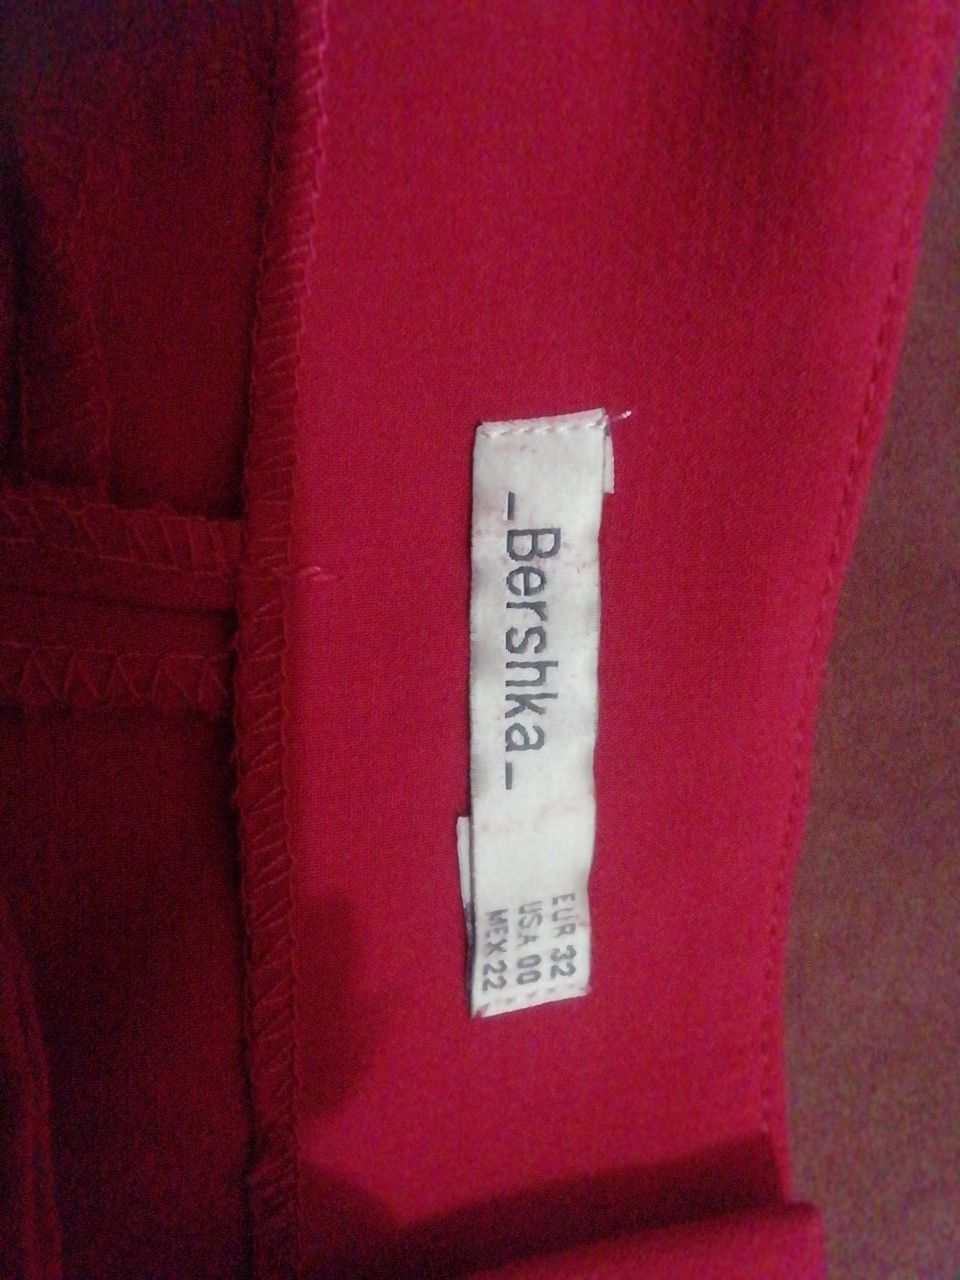 _Bershka_
EUR 32
USA 00
MEX 22